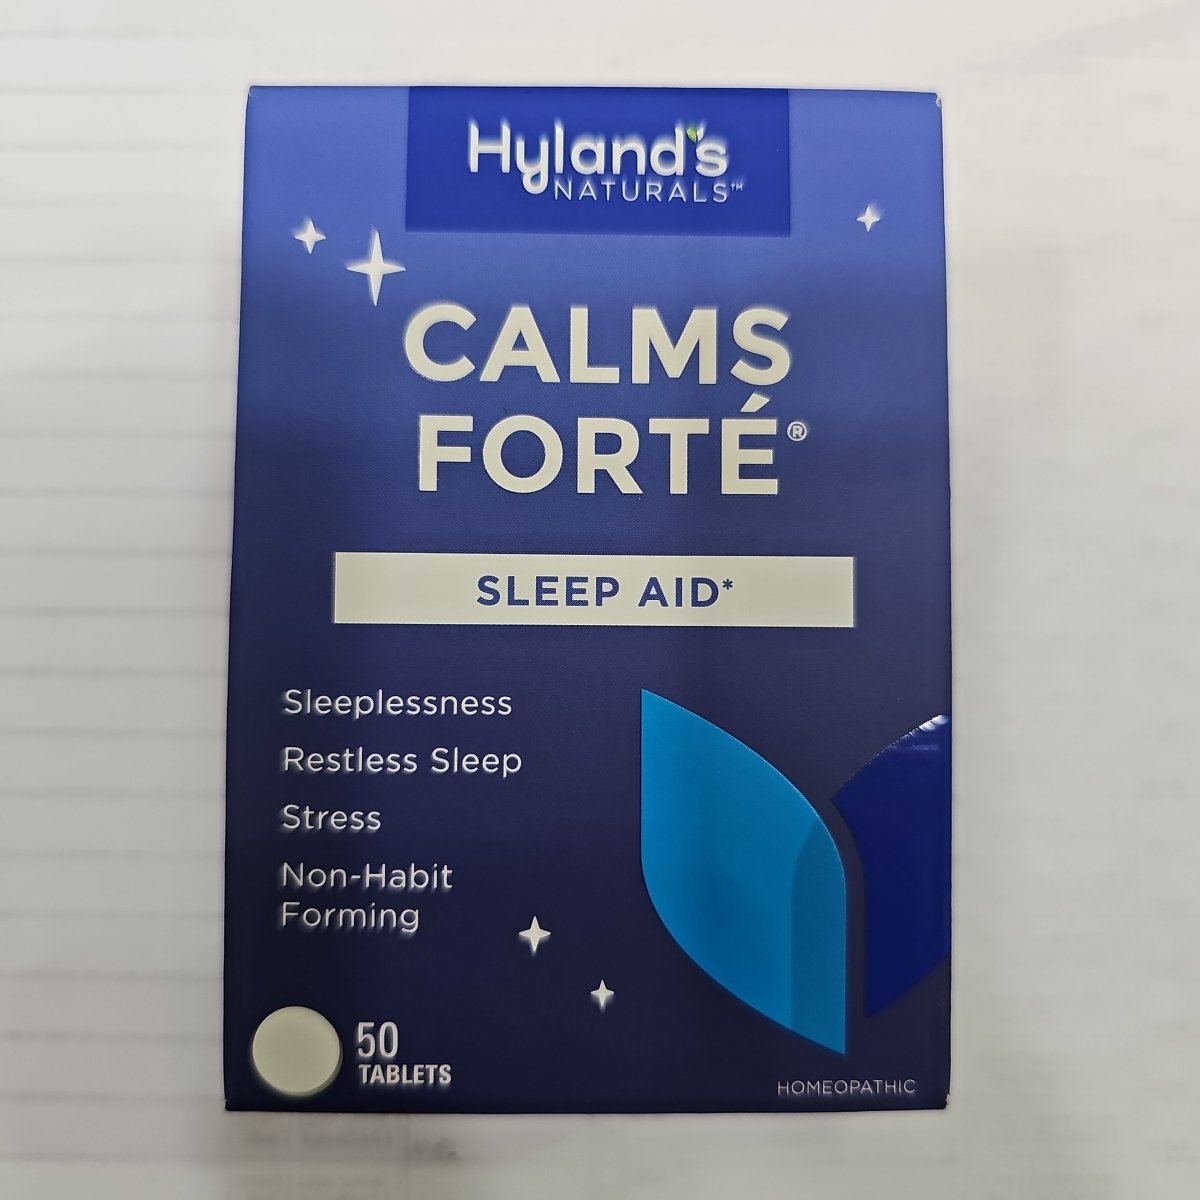 Hyland's
NATURALS™
CALMS
FORTÉ®
SLEEP AID*
Sleeplessness
Restless Sleep
Stress
Non-Habit
Forming
50
TABLETS
HOMEOPATHIC